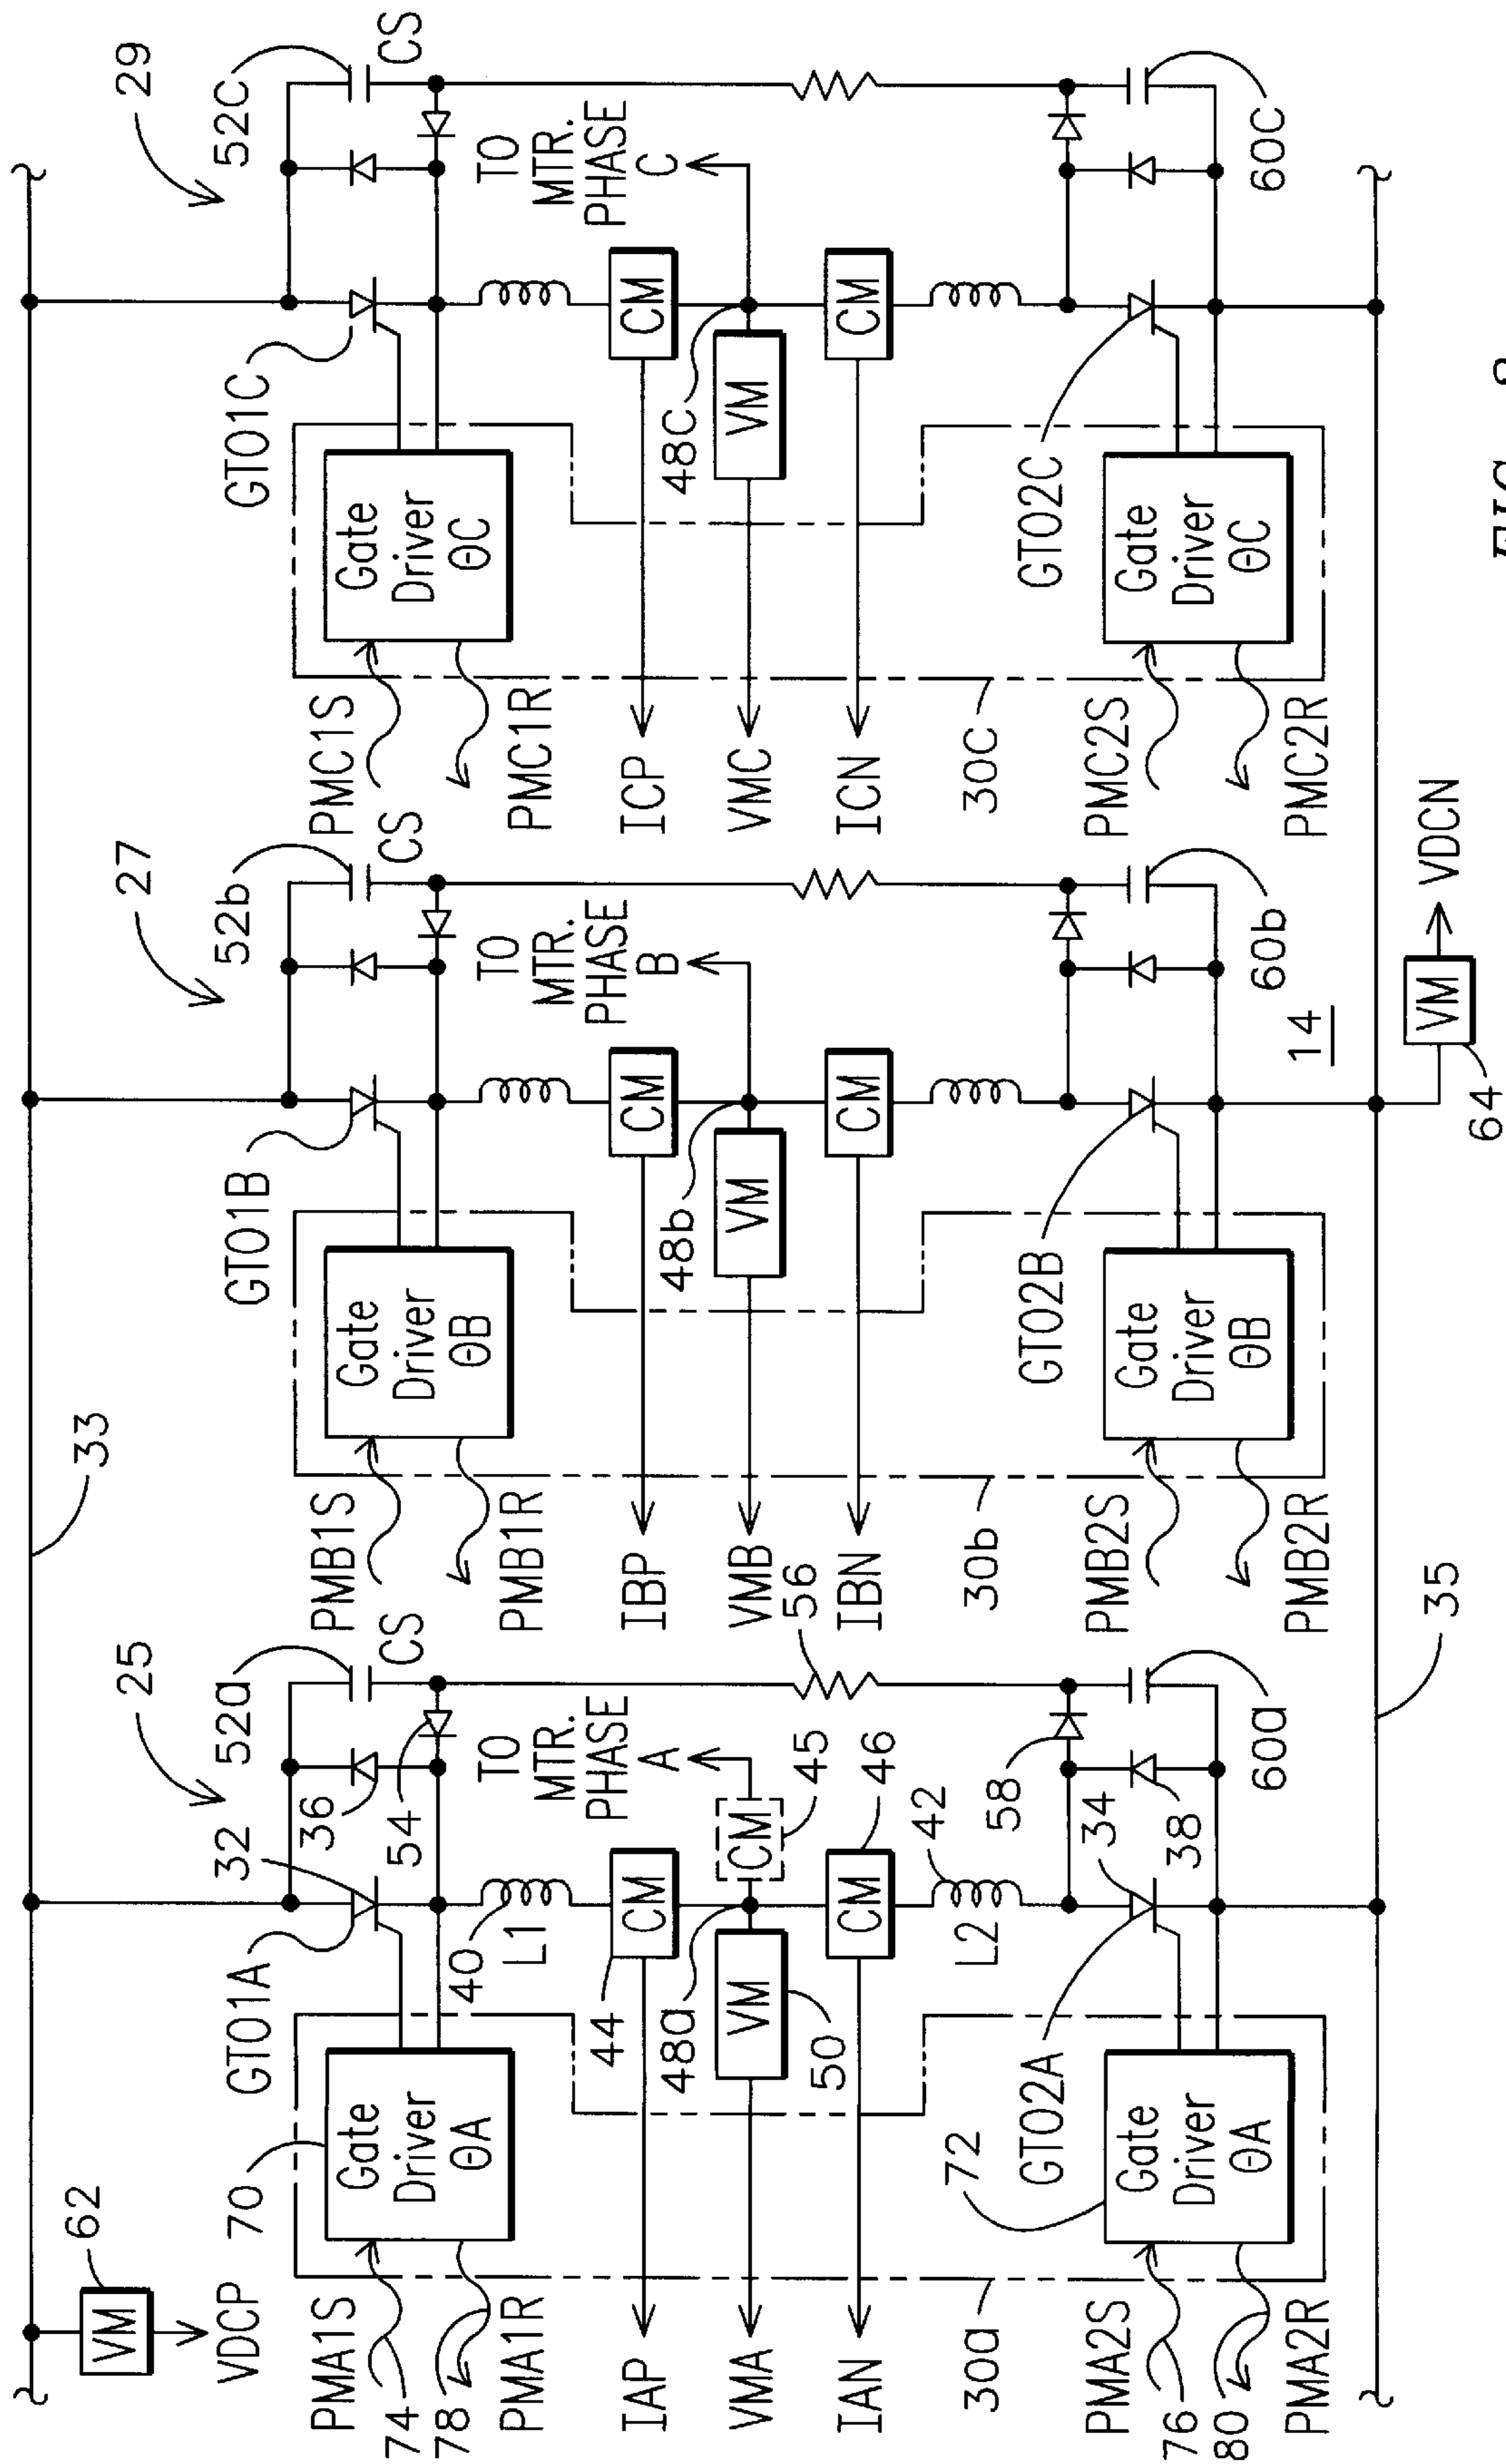 33
62
VM
VDCP
25
52a
32
36
54
CS
GTO1A
70
Gate
Driver
ΘA
PMA1S
74
78
PMA1R
40
L1
TO
MTR.
PHASE
A
44
CM
IAP
48a
CM
45
VM
50
VMA
CM
46
IAN
42
L2
56
58
34
38
60a
GTO2A
72
Gate
Driver
ΘA
PMA2S
76
80
PMA2R
30a
27
52b
CS
GTO1B
Gate
Driver
ΘB
PMB1S
PMB1R
TO
MTR.
PHASE
B
CM
IBP
48b
VM
VMB
CM
IBN
GTO2B
Gate
Driver
ΘB
PMB2S
PMB2R
30b
60b
14
29
52C
CS
GTO1C
Gate
Driver
ΘC
PMC1S
PMC1R
TO
MTR.
PHASE
C
CM
ICP
48C
VM
VMC
CM
ICN
GTO2C
Gate
Driver
ΘC
PMC2S
PMC2R
30C
60C
35
64
VM
VDCN